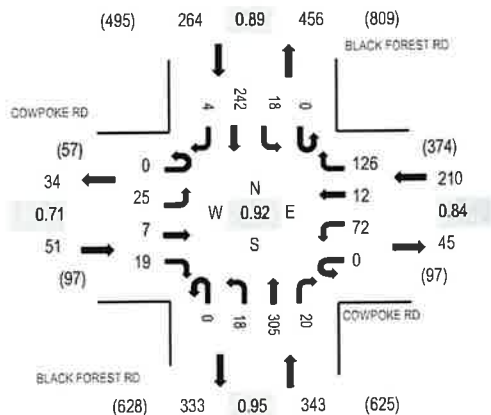 (495) 264 0.89 456 (809)
BLACK FOREST RD
COWPOKE RD
4 242 18 0
(57)
34
0 126 (374)
25 12 210
0.71 N 0.84
W 0.92 E
S
7 72
51 19 0 45
(97) (97)
0 18 305 20
COWPOKE RD
BLACK FOREST RD
(628) 333 0.95 343 (625)